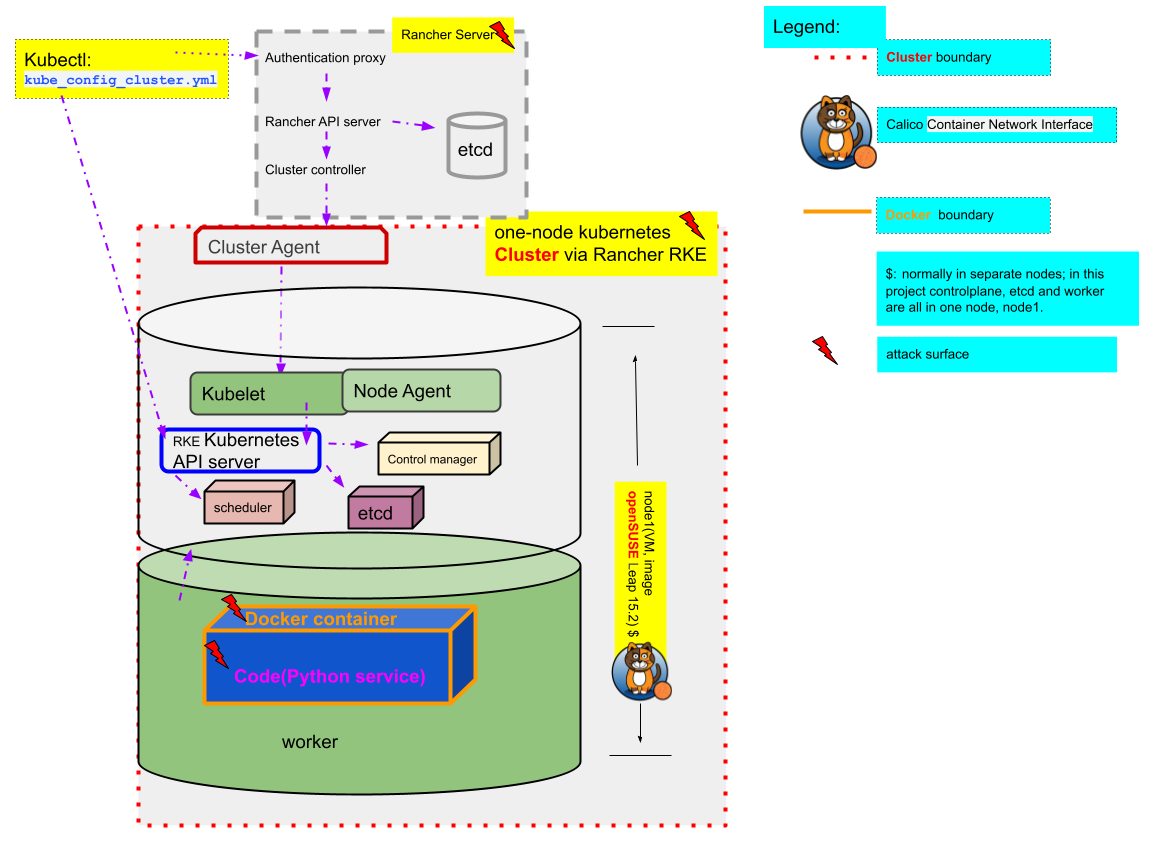 Rancher Server
Kubectl:
kube_config_cluster.yml
Authentication proxy
Rancher API server
etcd
Cluster controller
one-node kubernetes
Cluster via Rancher RKE
Cluster Agent
Kubelet
Node Agent
RKE Kubernetes
API server
Control manager
scheduler
etcd
node1(VM, image
openSUSE Leap 15.2) $
Docker container
Code(Python service)
worker
Legend:
Cluster boundary
Calico Container Network Interface
Docker boundary
$: normally in separate nodes; in this
project controlplane, etcd and worker
are all in one node, node1.
attack surface